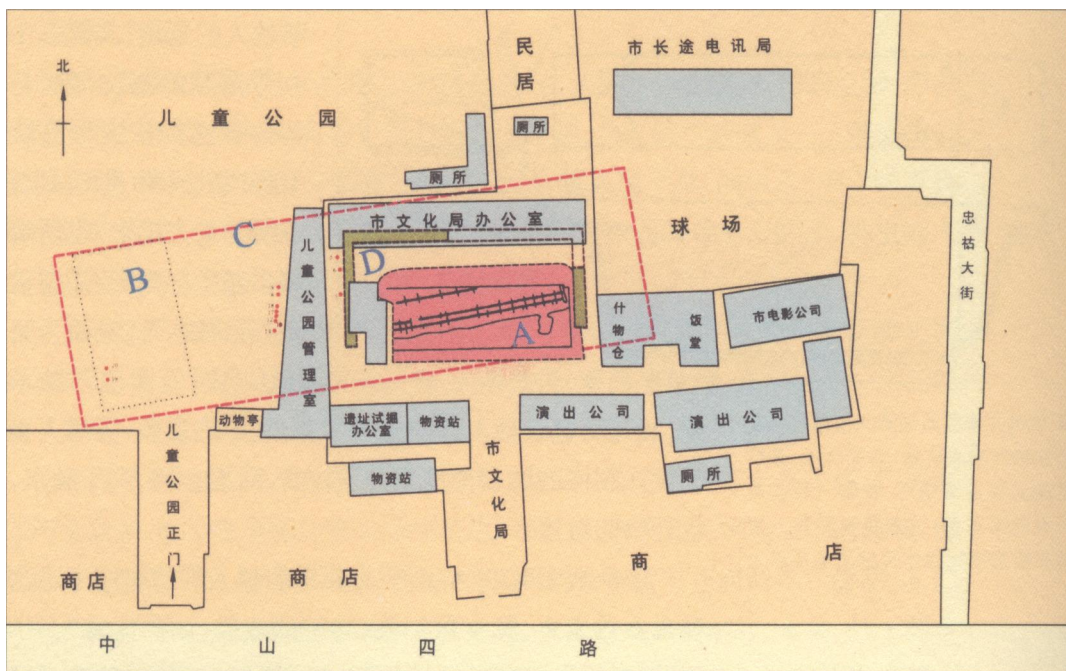 市长途电讯局
民居
北
儿童公园
厕所
厕所
市文化局办公室
C
球场
忠祐大街
儿童公园管理室
D
B
什物仓
饭堂
市电影公司
A
动物亭
遗址试掘
办公室
物资站
演出公司
演出公司
儿童公园正门
市文化局
物资站
厕所
商店
商店
商店
中山四路